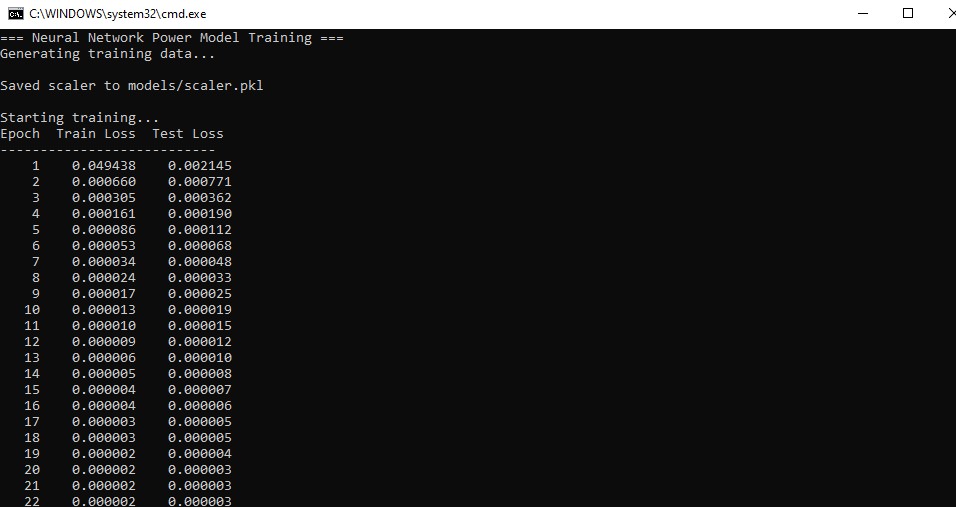 C:\WINDOWS\system32\cmd.exe
=== Neural Network Power Model Training ===
Generating training data...
Saved scaler to models/scaler.pkl
Starting training...
Epoch  Train Loss  Test Loss
---------------------------
    1    0.049438    0.002145
    2    0.000660    0.000771
    3    0.000305    0.000362
    4    0.000161    0.000190
    5    0.000086    0.000112
    6    0.000053    0.000068
    7    0.000034    0.000048
    8    0.000024    0.000033
    9    0.000017    0.000025
   10    0.000013    0.000019
   11    0.000010    0.000015
   12    0.000009    0.000012
   13    0.000006    0.000010
   14    0.000005    0.000008
   15    0.000004    0.000007
   16    0.000004    0.000006
   17    0.000003    0.000005
   18    0.000003    0.000005
   19    0.000002    0.000004
   20    0.000002    0.000003
   21    0.000002    0.000003
   22    0.000002    0.000003